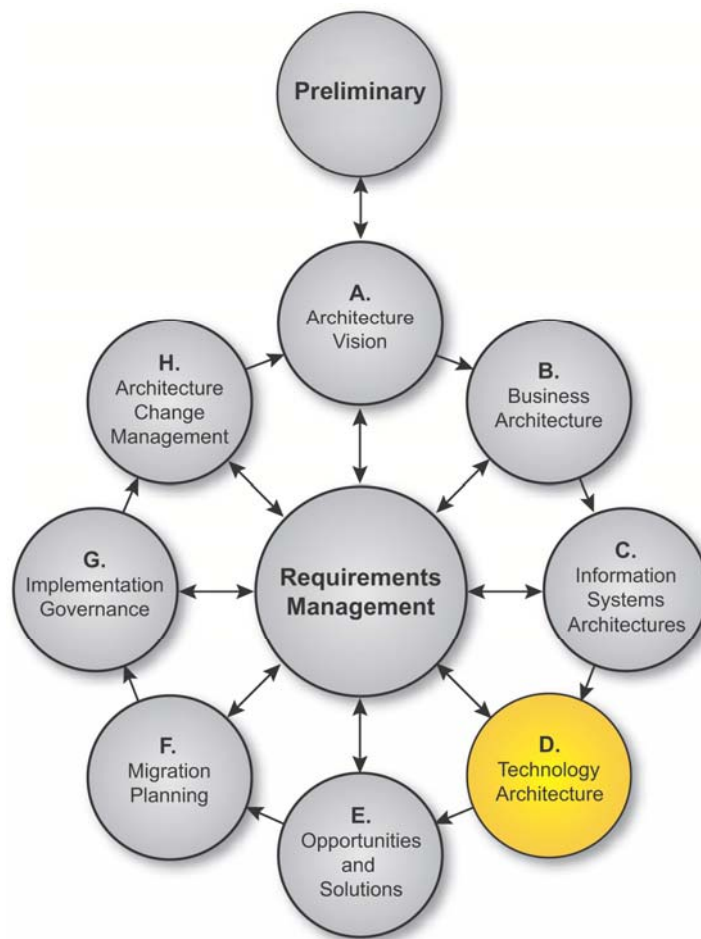 Preliminary
A.
Architecture
Vision
B.
Business
Architecture
C.
Information
Systems
Architectures
D.
Technology
Architecture
E.
Opportunities
and
Solutions
F.
Migration
Planning
G.
Implementation
Governance
H.
Architecture
Change
Management
Requirements
Management